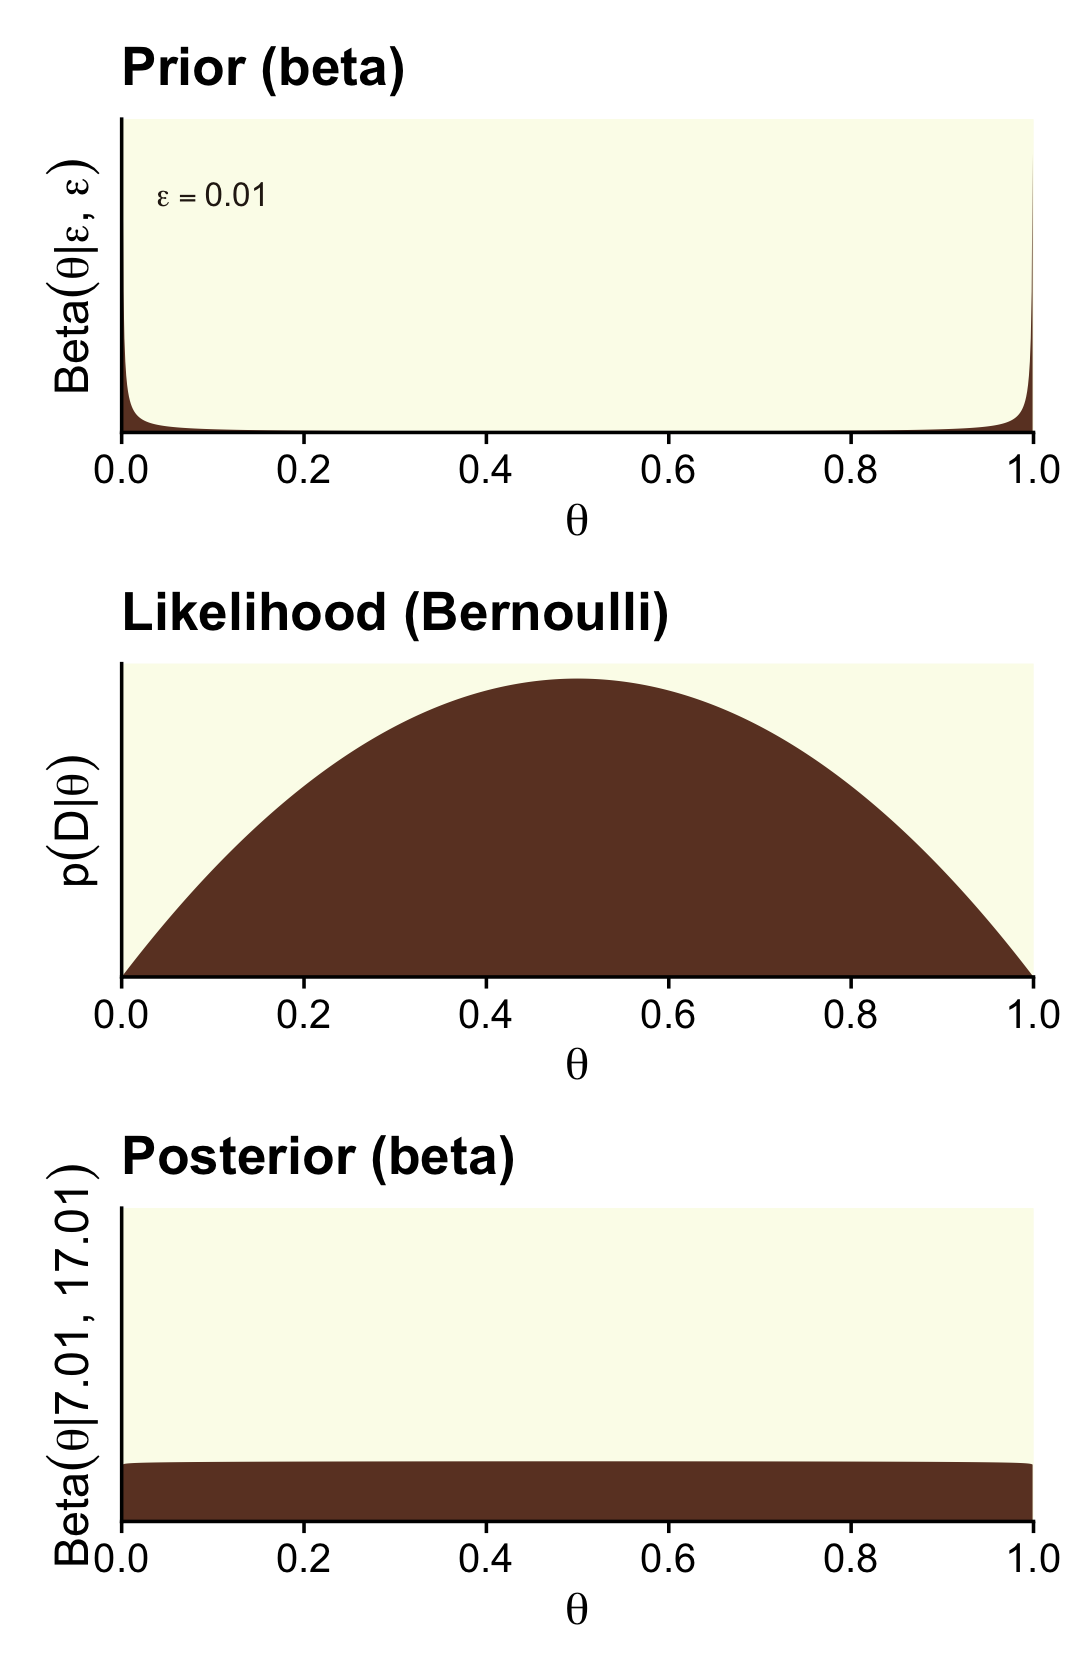 Prior (beta)
Beta(θ|ε, ε)
ε = 0.01
0.0 0.2 0.4 0.6 0.8 1.0
θ
Likelihood (Bernoulli)
p(D|θ)
0.0 0.2 0.4 0.6 0.8 1.0
θ
Posterior (beta)
Beta(θ|7.01, 17.01)
0.0 0.2 0.4 0.6 0.8 1.0
θ